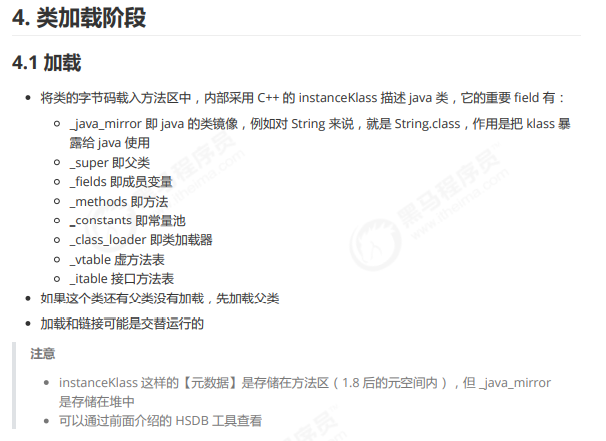 4. 类加载阶段
4.1 加载
将类的字节码载入方法区中，内部采用 C++ 的 instanceKlass 描述 java 类，它的重要 field 有：
_java_mirror 即 java 的类镜像，例如对 String 来说，就是 String.class，作用是把 klass 暴
露给 java 使用
_super 即父类
_fields 即成员变量
_methods 即方法
_constants 即常量池
_class_loader 即类加载器
_vtable 虚方法表
_itable 接口方法表
如果这个类还有父类没有加载，先加载父类
加载和链接可能是交替运行的
注意
instanceKlass 这样的【元数据】是存储在方法区（1.8 后的元空间内），但 _java_mirror
是存储在堆中
可以通过前面介绍的 HSDB 工具查看
黑马程序员
www.itheima.com